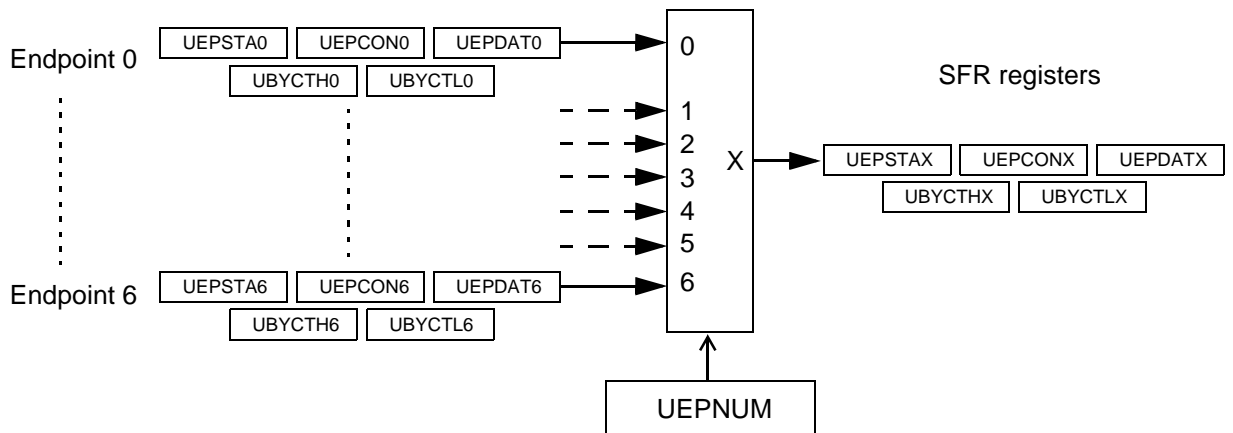 Endpoint 0
UEPSTA0 UEPCON0 UEPDAT0
UBYCTH0 UBYCTL0
0
1
2
3
4
5
6
X
SFR registers
UEPSTAX UEPCONX UEPDATX
UBYCTHX UBYCTLX
Endpoint 6
UEPSTA6 UEPCON6 UEPDAT6
UBYCTH6 UBYCTL6
UEPNUM